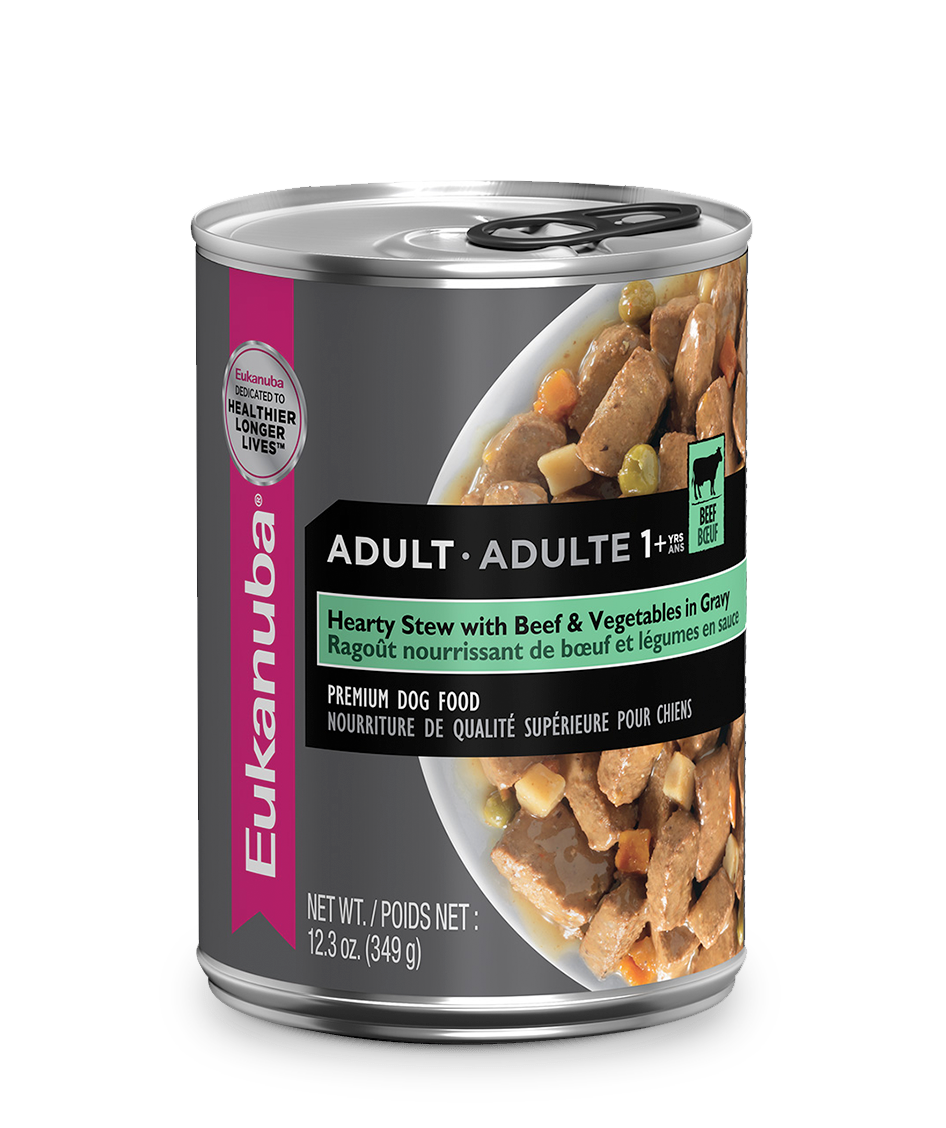 Eukanuba
DEDICATED TO
HEALTHIER
LONGER
LIVES™
Eukanuba®
ADULT · ADULTE 1+ YRS ANS
BEEF
BŒUF
Hearty Stew with Beef & Vegetables in Gravy
Ragoût nourrissant de bœuf et légumes en sauce
PREMIUM DOG FOOD
NOURRITURE DE QUALITÉ SUPÉRIEURE POUR CHIENS
NET WT. / POIDS NET :
12.3 oz. (349 g)